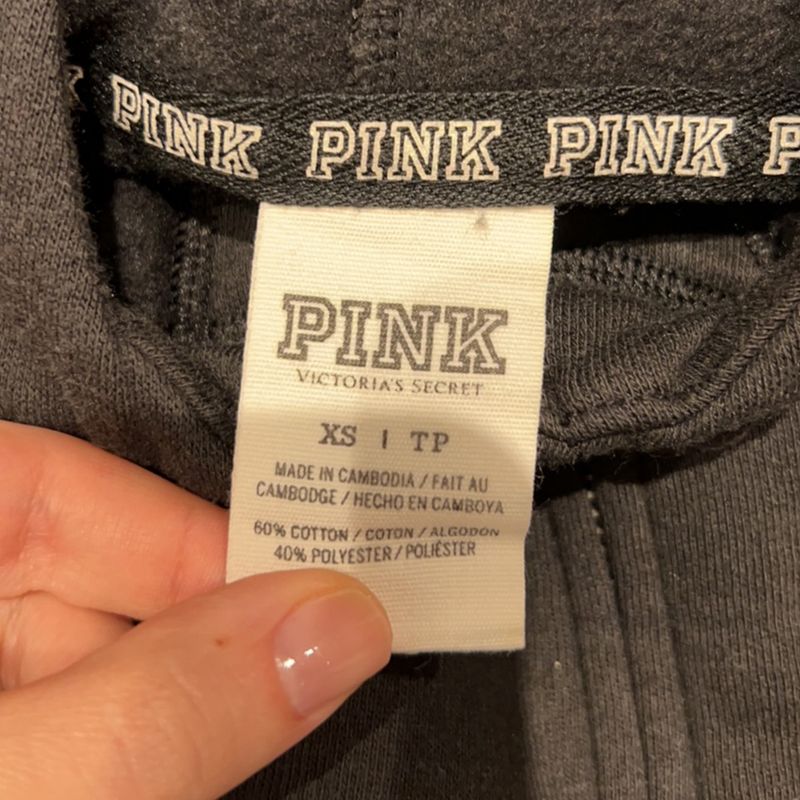 PINK PINK PINK
PINK
VICTORIA'S SECRET
XS | TP
MADE IN CAMBODIA / FAIT AU
CAMBODGE / HECHO EN CAMBOYA
60% COTTON / COTON / ALGODON
40% POLYESTER / POLIÉSTER